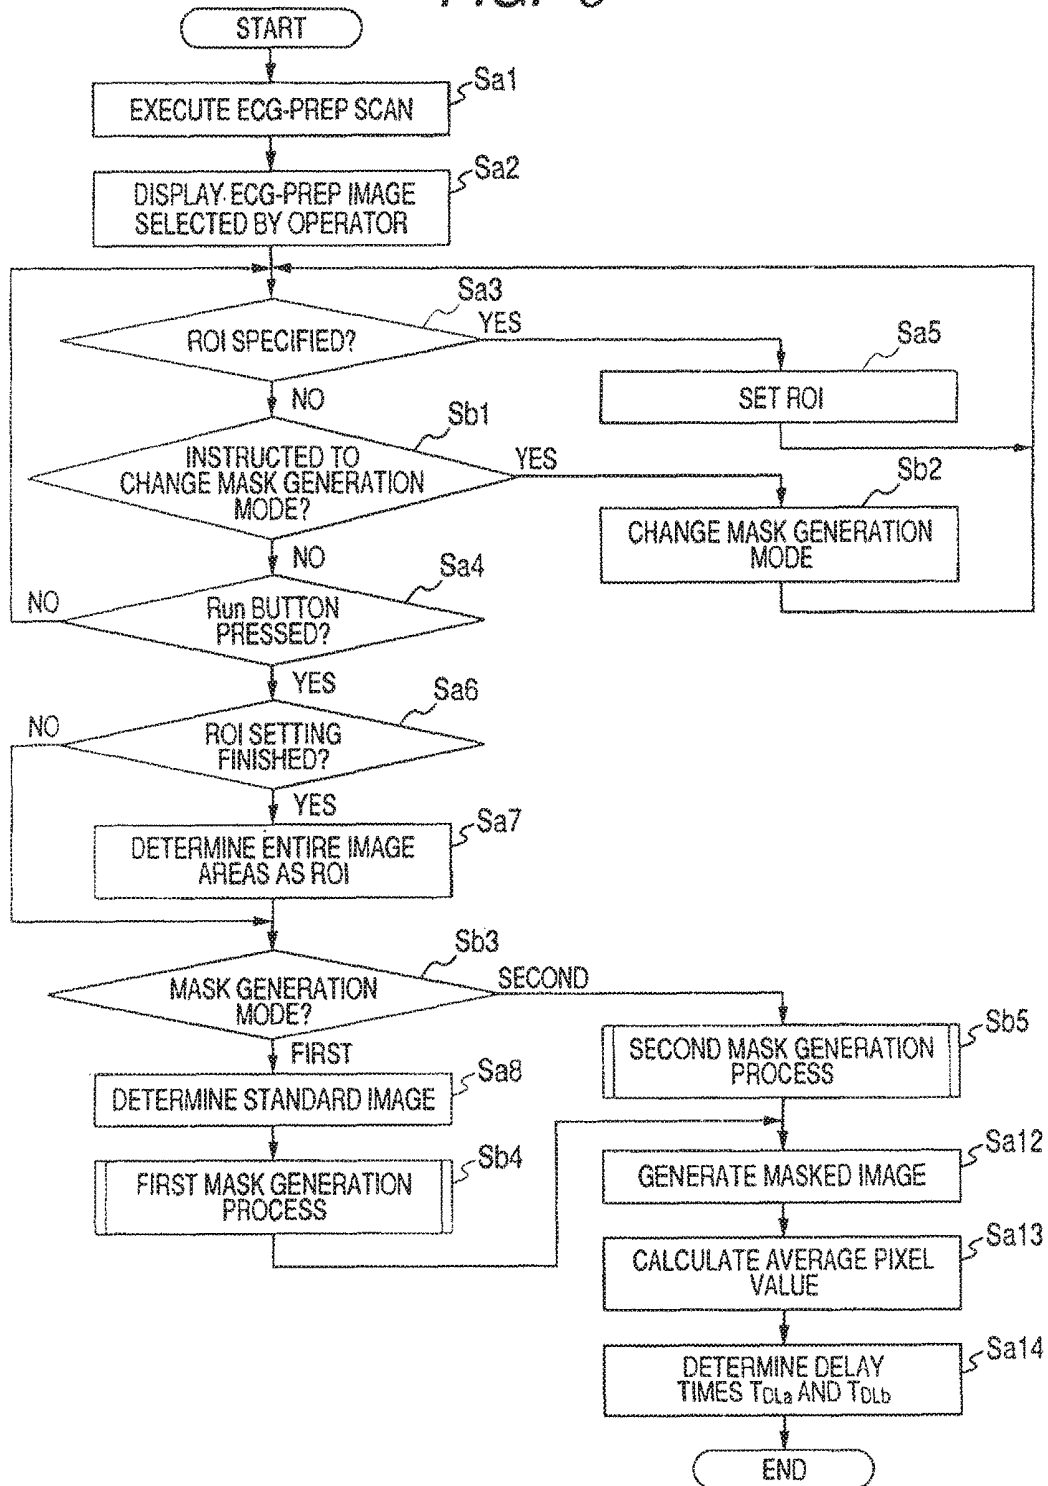 START
Sa1
EXECUTE ECG-PREP SCAN
Sa2
DISPLAY ECG-PREP IMAGE
SELECTED BY OPERATOR
Sa3
ROI SPECIFIED?
YES
Sa5
SET ROI
NO
Sb1
INSTRUCTED TO
CHANGE MASK GENERATION
MODE?
YES
Sb2
CHANGE MASK GENERATION
MODE
NO
Sa4
Run BUTTON
PRESSED?
NO
YES
Sa6
ROI SETTING
FINISHED?
NO
YES
Sa7
DETERMINE ENTIRE IMAGE
AREAS AS ROI
Sb3
MASK GENERATION
MODE?
SECOND
FIRST
Sb5
SECOND MASK GENERATION
PROCESS
Sa8
DETERMINE STANDARD IMAGE
Sb4
FIRST MASK GENERATION
PROCESS
Sa12
GENERATE MASKED IMAGE
Sa13
CALCULATE AVERAGE PIXEL
VALUE
Sa14
DETERMINE DELAY
TIMES TDLa AND TDLb
END